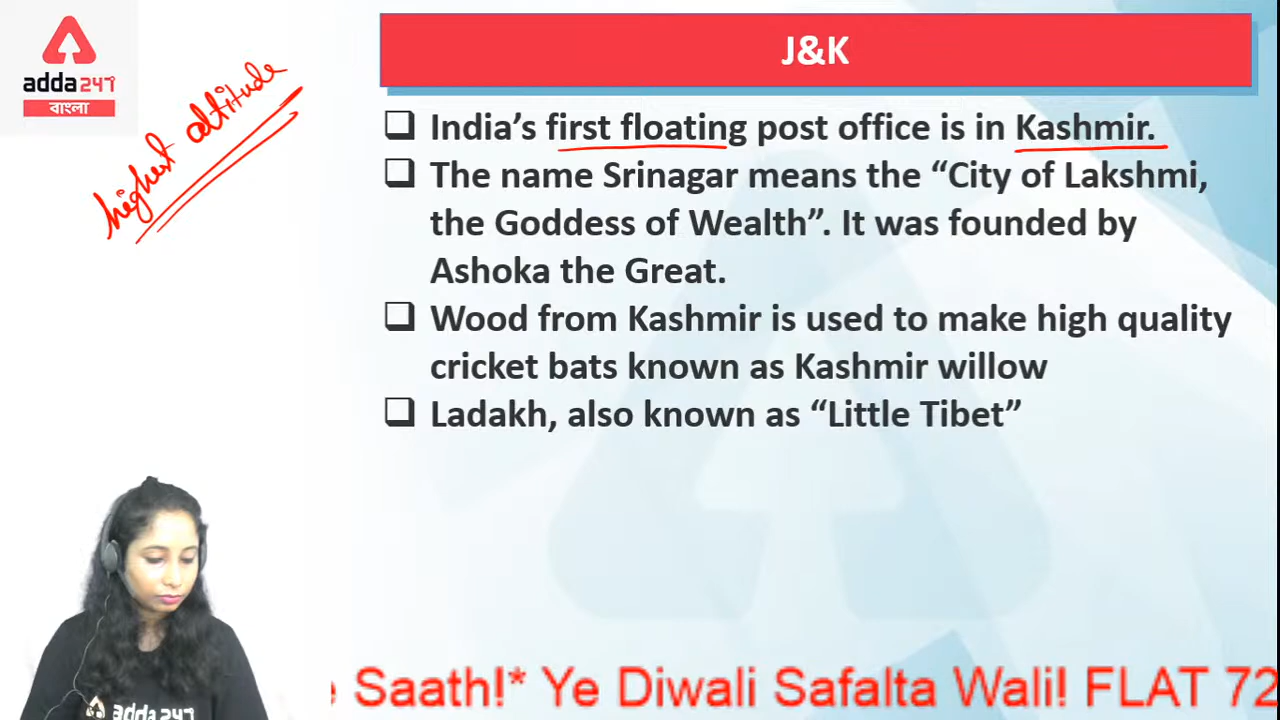 adda247
বাংলা
highest altitude
J&K
❑ India’s first floating post office is in Kashmir.
❑ The name Srinagar means the “City of Lakshmi,
the Goddess of Wealth”. It was founded by
Ashoka the Great.
❑ Wood from Kashmir is used to make high quality
cricket bats known as Kashmir willow
❑ Ladakh, also known as “Little Tibet”
adda247
e Saath!* Ye Diwali Safalta Wali! FLAT 72